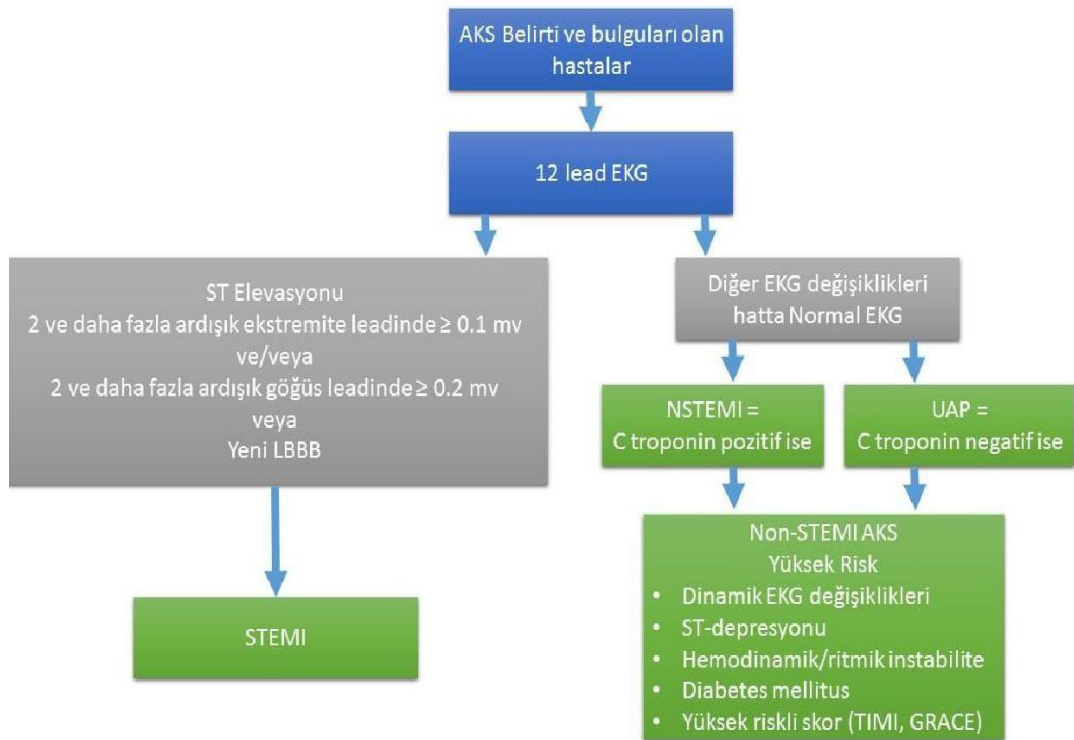 AKS Belirti ve bulguları olan
hastalar
12 lead EKG
ST Elevasyonu
2 ve daha fazla ardışık ekstremite leadinde ≥ 0.1 mv
ve/veya
2 ve daha fazla ardışık göğüs leadinde ≥ 0.2 mv
veya
Yeni LBBB
STEMI
Diğer EKG değişiklikleri
hatta Normal EKG
NSTEMI =
C troponin pozitif ise
UAP =
C troponin negatif ise
Non-STEMI AKS
Yüksek Risk
• Dinamik EKG değişiklikleri
• ST-depresyonu
• Hemodinamik/ritmik instabilite
• Diabetes mellitus
• Yüksek riskli skor (TIMI, GRACE)